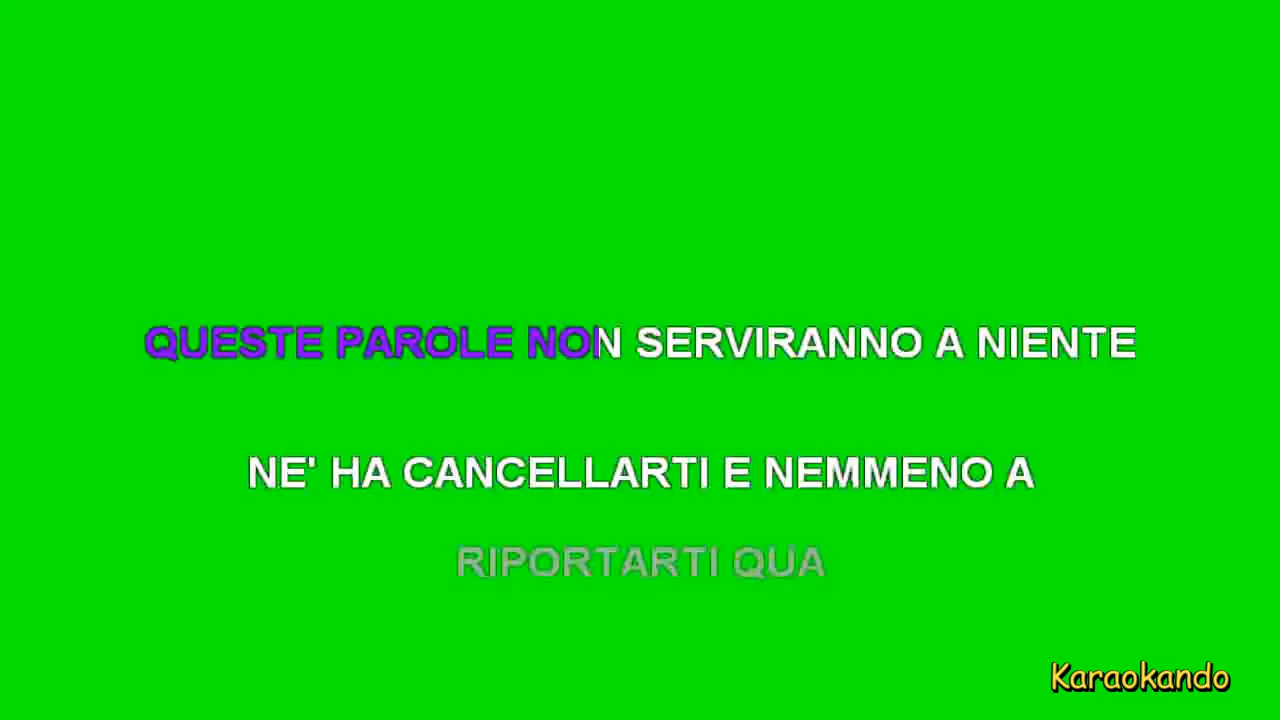 QUESTE PAROLE NON SERVIRANNO A NIENTE
NE' HA CANCELLARTI E NEMMENO A
RIPORTARTI QUA
Karaokando